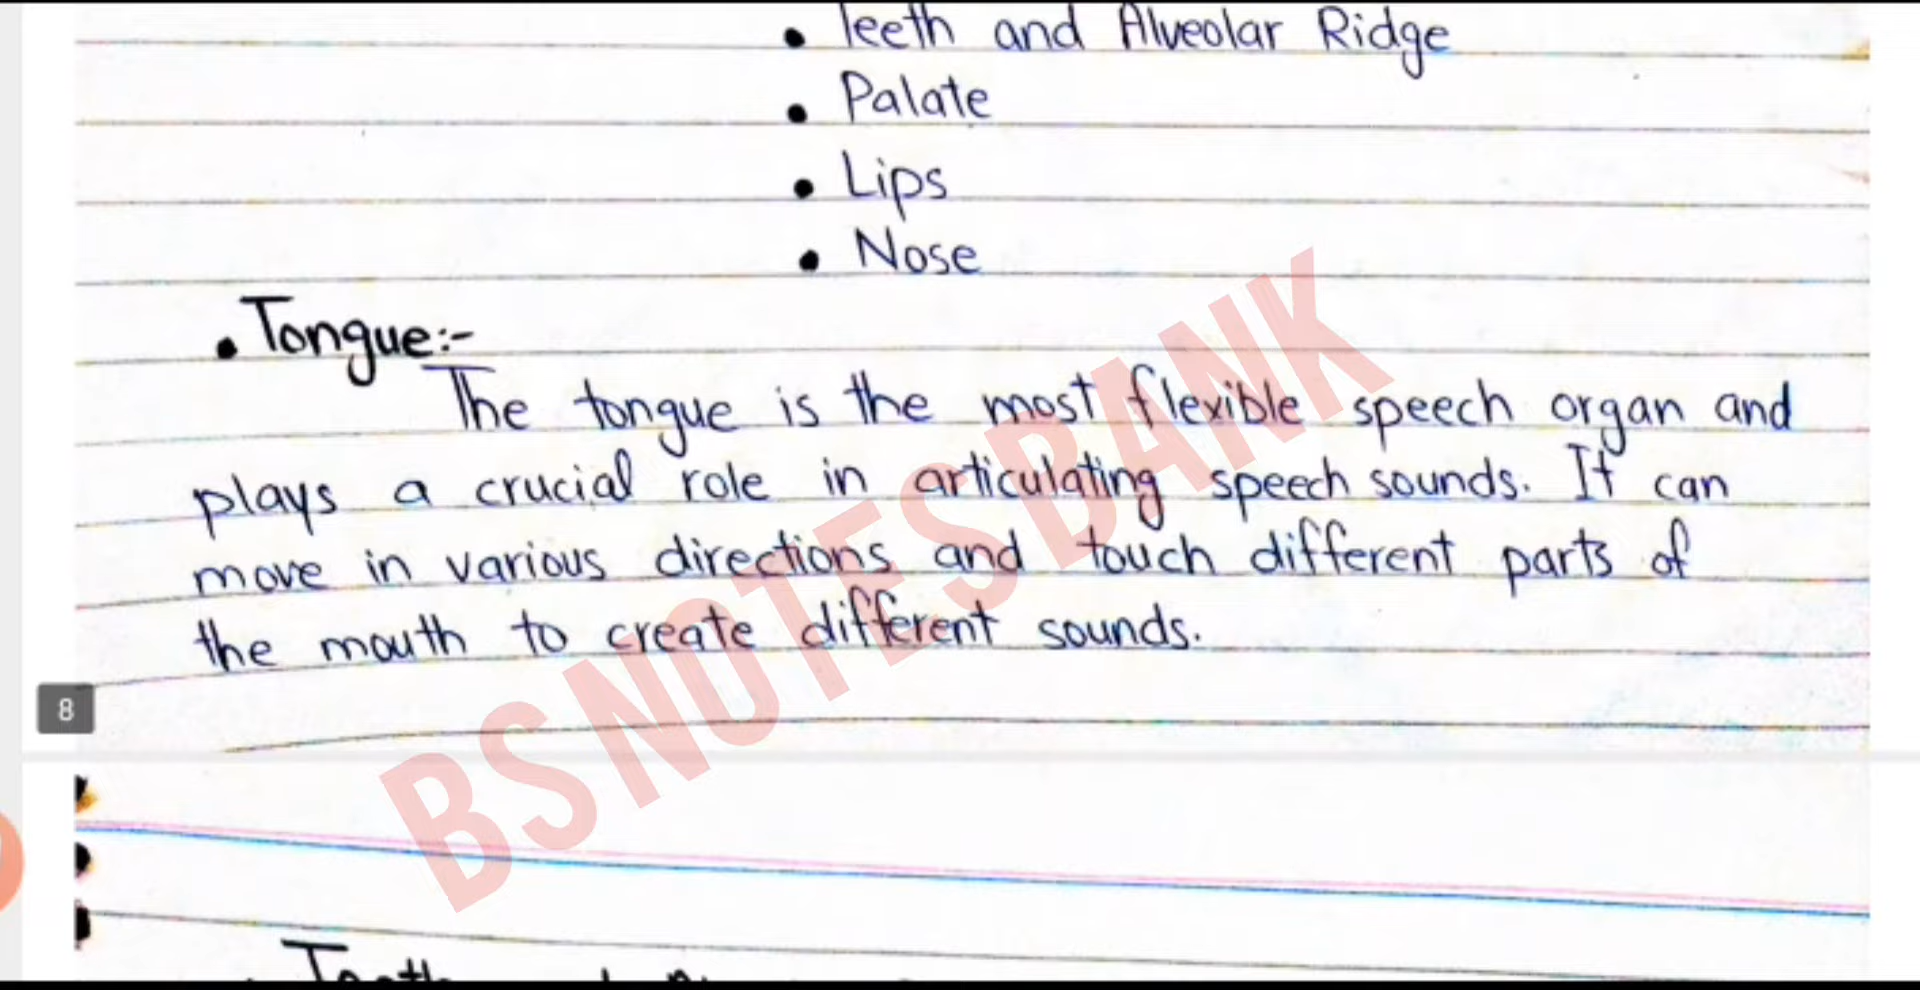 • Teeth and Alveolar Ridge
• Palate
• Lips
• Nose
• Tongue:-
The tongue is the most flexible speech organ and
plays a crucial role in articulating speech sounds. It can
move in various directions and touch different parts of
the mouth to create different sounds.
8
BSNOTESBANK